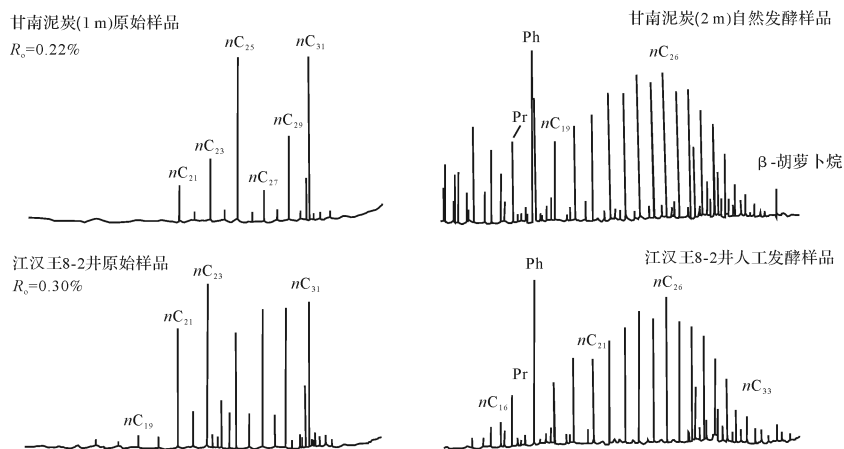 甘南泥炭(1 m)原始样品
Ro=0.22%
nC25
nC31
nC29
nC23
nC21
nC27
甘南泥炭(2 m)自然发酵样品
Ph
nC26
Pr
nC19
β-胡萝卜烷
江汉王8-2井原始样品
Ro=0.30%
nC23
nC31
nC21
nC19
江汉王8-2井人工发酵样品
Ph
nC26
nC21
Pr
nC16
nC33